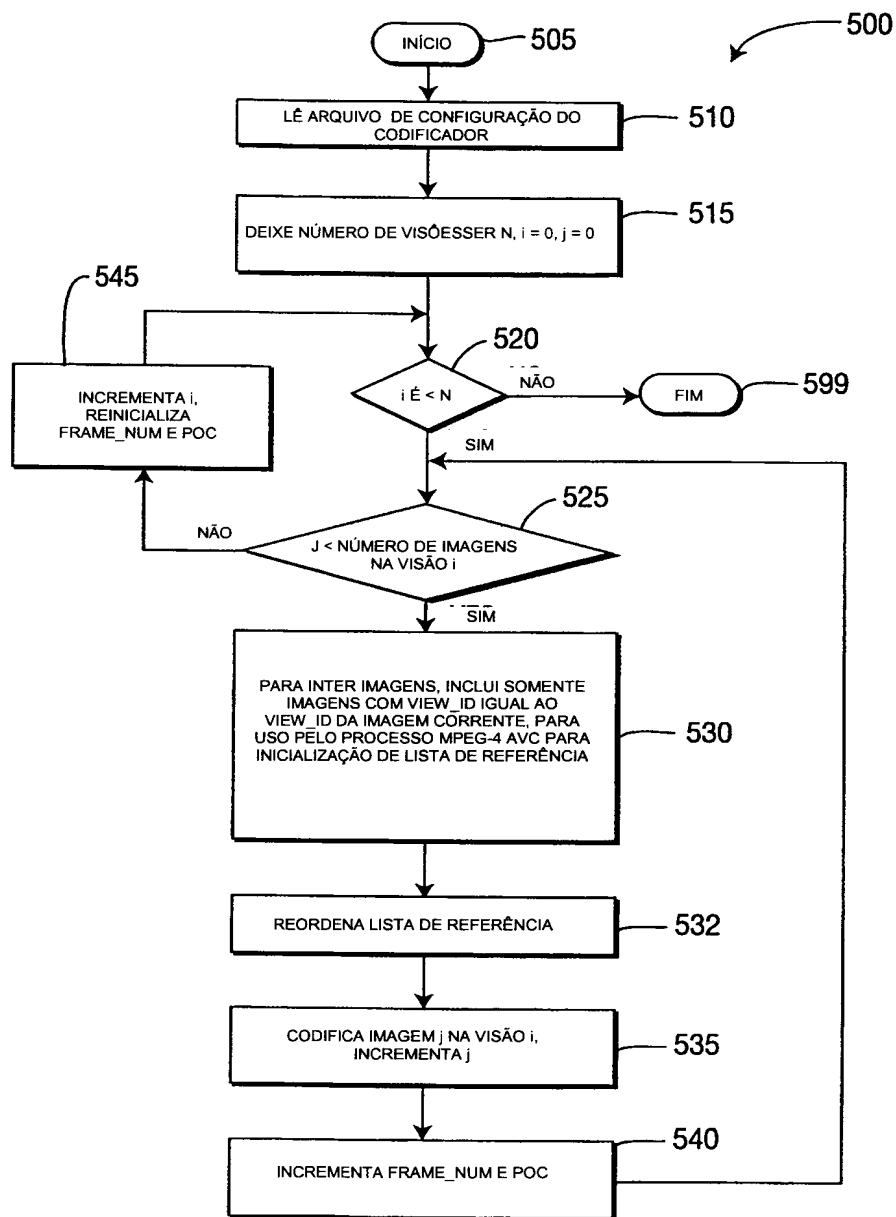 500
INÍCIO
505
LÊ ARQUIVO DE CONFIGURAÇÃO DO
CODIFICADOR
510
DEIXE NÚMERO DE VISÕESSER N, i = 0, j = 0
515
545
INCREMENTA i,
REINICIALIZA
FRAME_NUM E POC
520
i É < N
NÃO
FIM
599
SIM
525
NÃO
J < NÚMERO DE IMAGENS
NA VISÃO i
SIM
PARA INTER IMAGENS, INCLUI SOMENTE
IMAGENS COM VIEW_ID IGUAL AO
VIEW_ID DA IMAGEM CORRENTE, PARA
USO PELO PROCESSO MPEG-4 AVC PARA
INICIALIZAÇÃO DE LISTA DE REFERÊNCIA
530
REORDENA LISTA DE REFERÊNCIA
532
CODIFICA IMAGEM j NA VISÃO i,
INCREMENTA j
535
540
INCREMENTA FRAME_NUM E POC